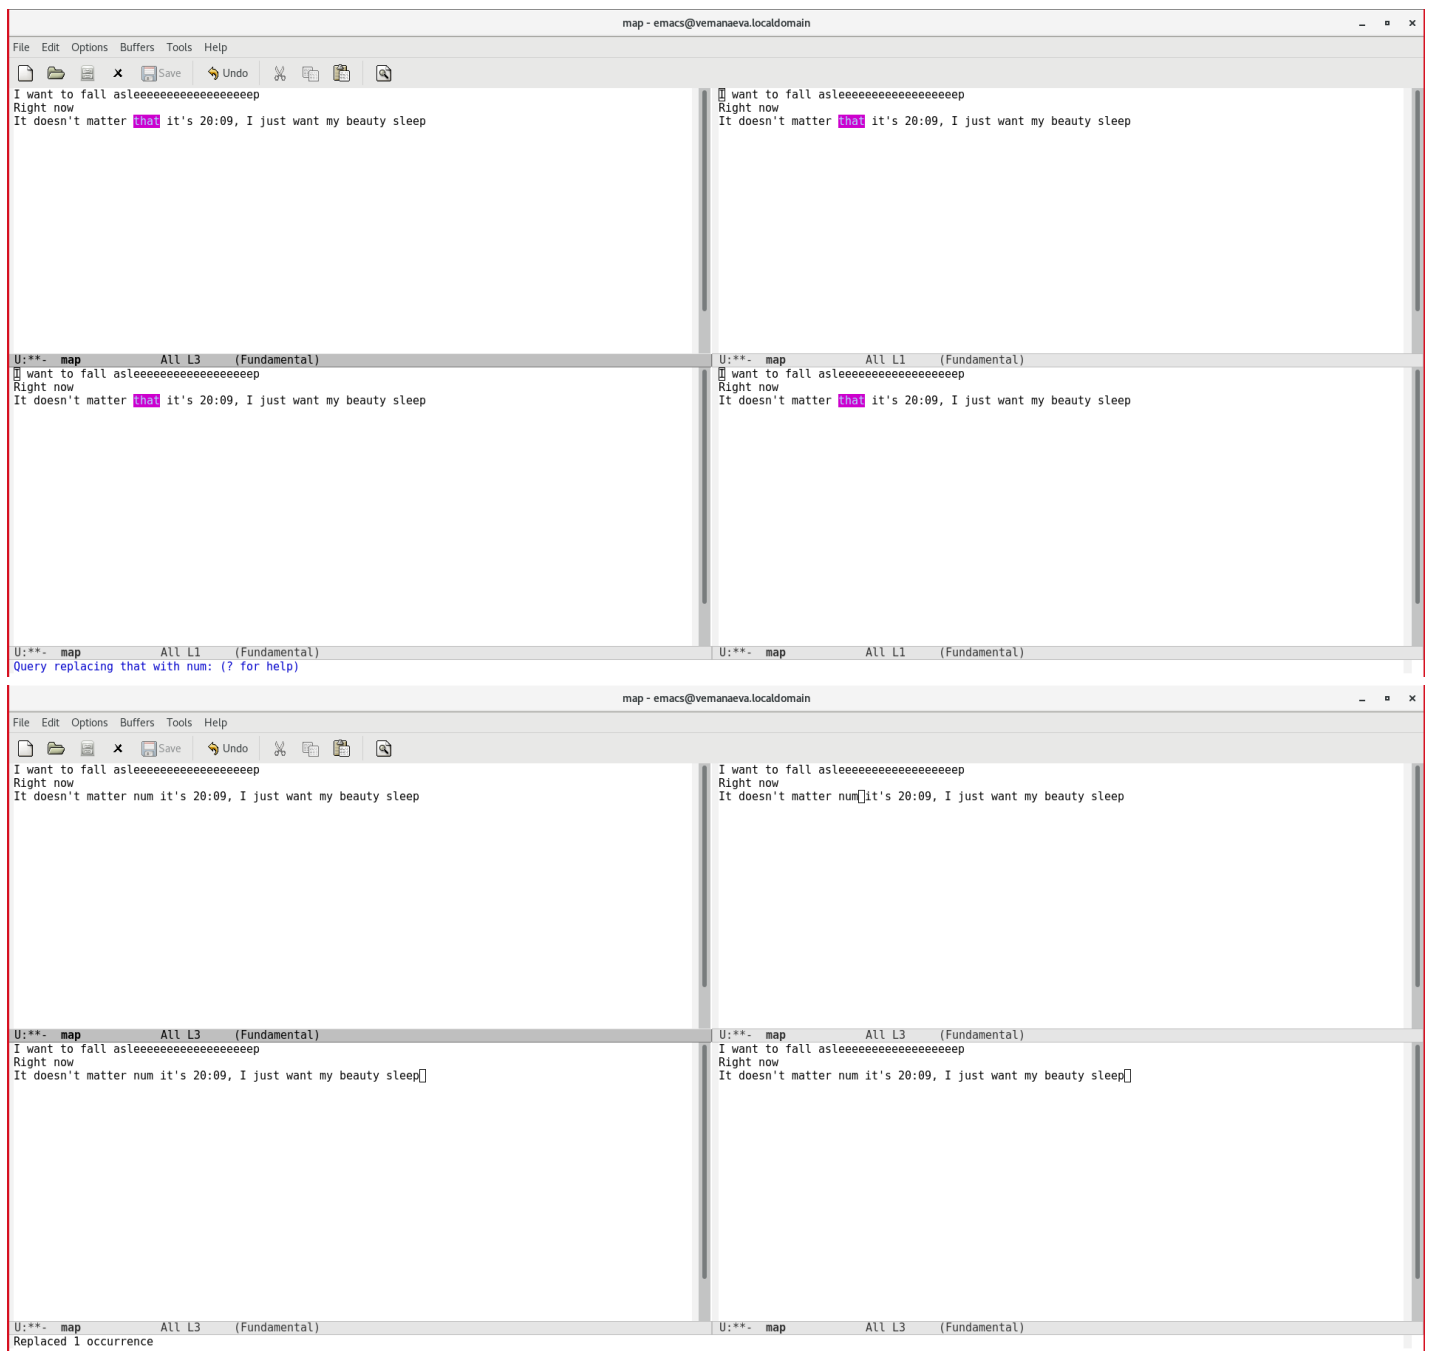 map - emacs@vemanaeva.localdomain
File Edit Options Buffers Tools Help
Save Undo
I want to fall asleeeeeeeeeeeeeeeeeep
Right now
It doesn't matter that it's 20:09, I just want my beauty sleep
U:**- map All L3 (Fundamental)
I want to fall asleeeeeeeeeeeeeeeeeep
Right now
It doesn't matter that it's 20:09, I just want my beauty sleep
U:**- map All L1 (Fundamental)
I want to fall asleeeeeeeeeeeeeeeeeep
Right now
It doesn't matter that it's 20:09, I just want my beauty sleep
U:**- map All L1 (Fundamental)
I want to fall asleeeeeeeeeeeeeeeeeep
Right now
It doesn't matter that it's 20:09, I just want my beauty sleep
U:**- map All L1 (Fundamental)
Query replacing that with num: (? for help)
map - emacs@vemanaeva.localdomain
File Edit Options Buffers Tools Help
Save Undo
I want to fall asleeeeeeeeeeeeeeeeeep
Right now
It doesn't matter num it's 20:09, I just want my beauty sleep
U:**- map All L3 (Fundamental)
I want to fall asleeeeeeeeeeeeeeeeeep
Right now
It doesn't matter num it's 20:09, I just want my beauty sleep
U:**- map All L3 (Fundamental)
I want to fall asleeeeeeeeeeeeeeeeeep
Right now
It doesn't matter num it's 20:09, I just want my beauty sleep
U:**- map All L3 (Fundamental)
I want to fall asleeeeeeeeeeeeeeeeeep
Right now
It doesn't matter num it's 20:09, I just want my beauty sleep
U:**- map All L3 (Fundamental)
Replaced 1 occurrence